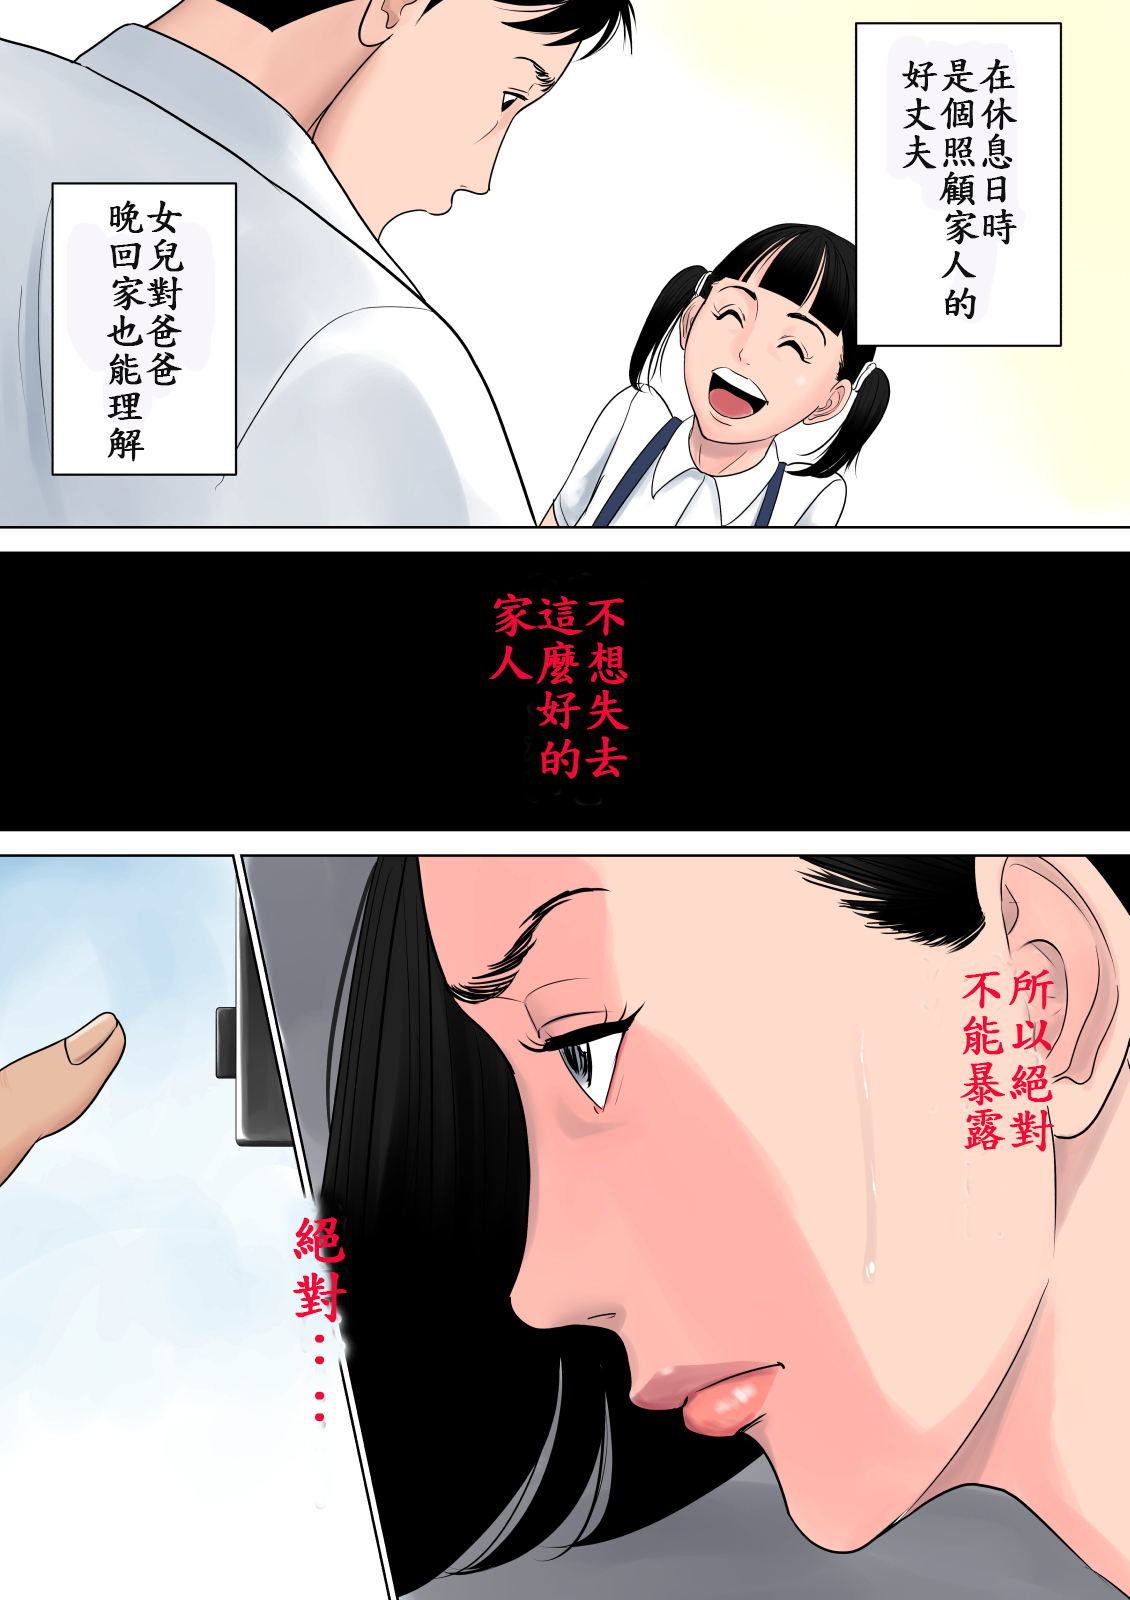 在休息日時
是個照顧家人的
好丈夫
女兒對爸爸
晚回家也能理解
不想失去
這麼好的
家人
所以絕對
不能暴露
絕對⋯⋯